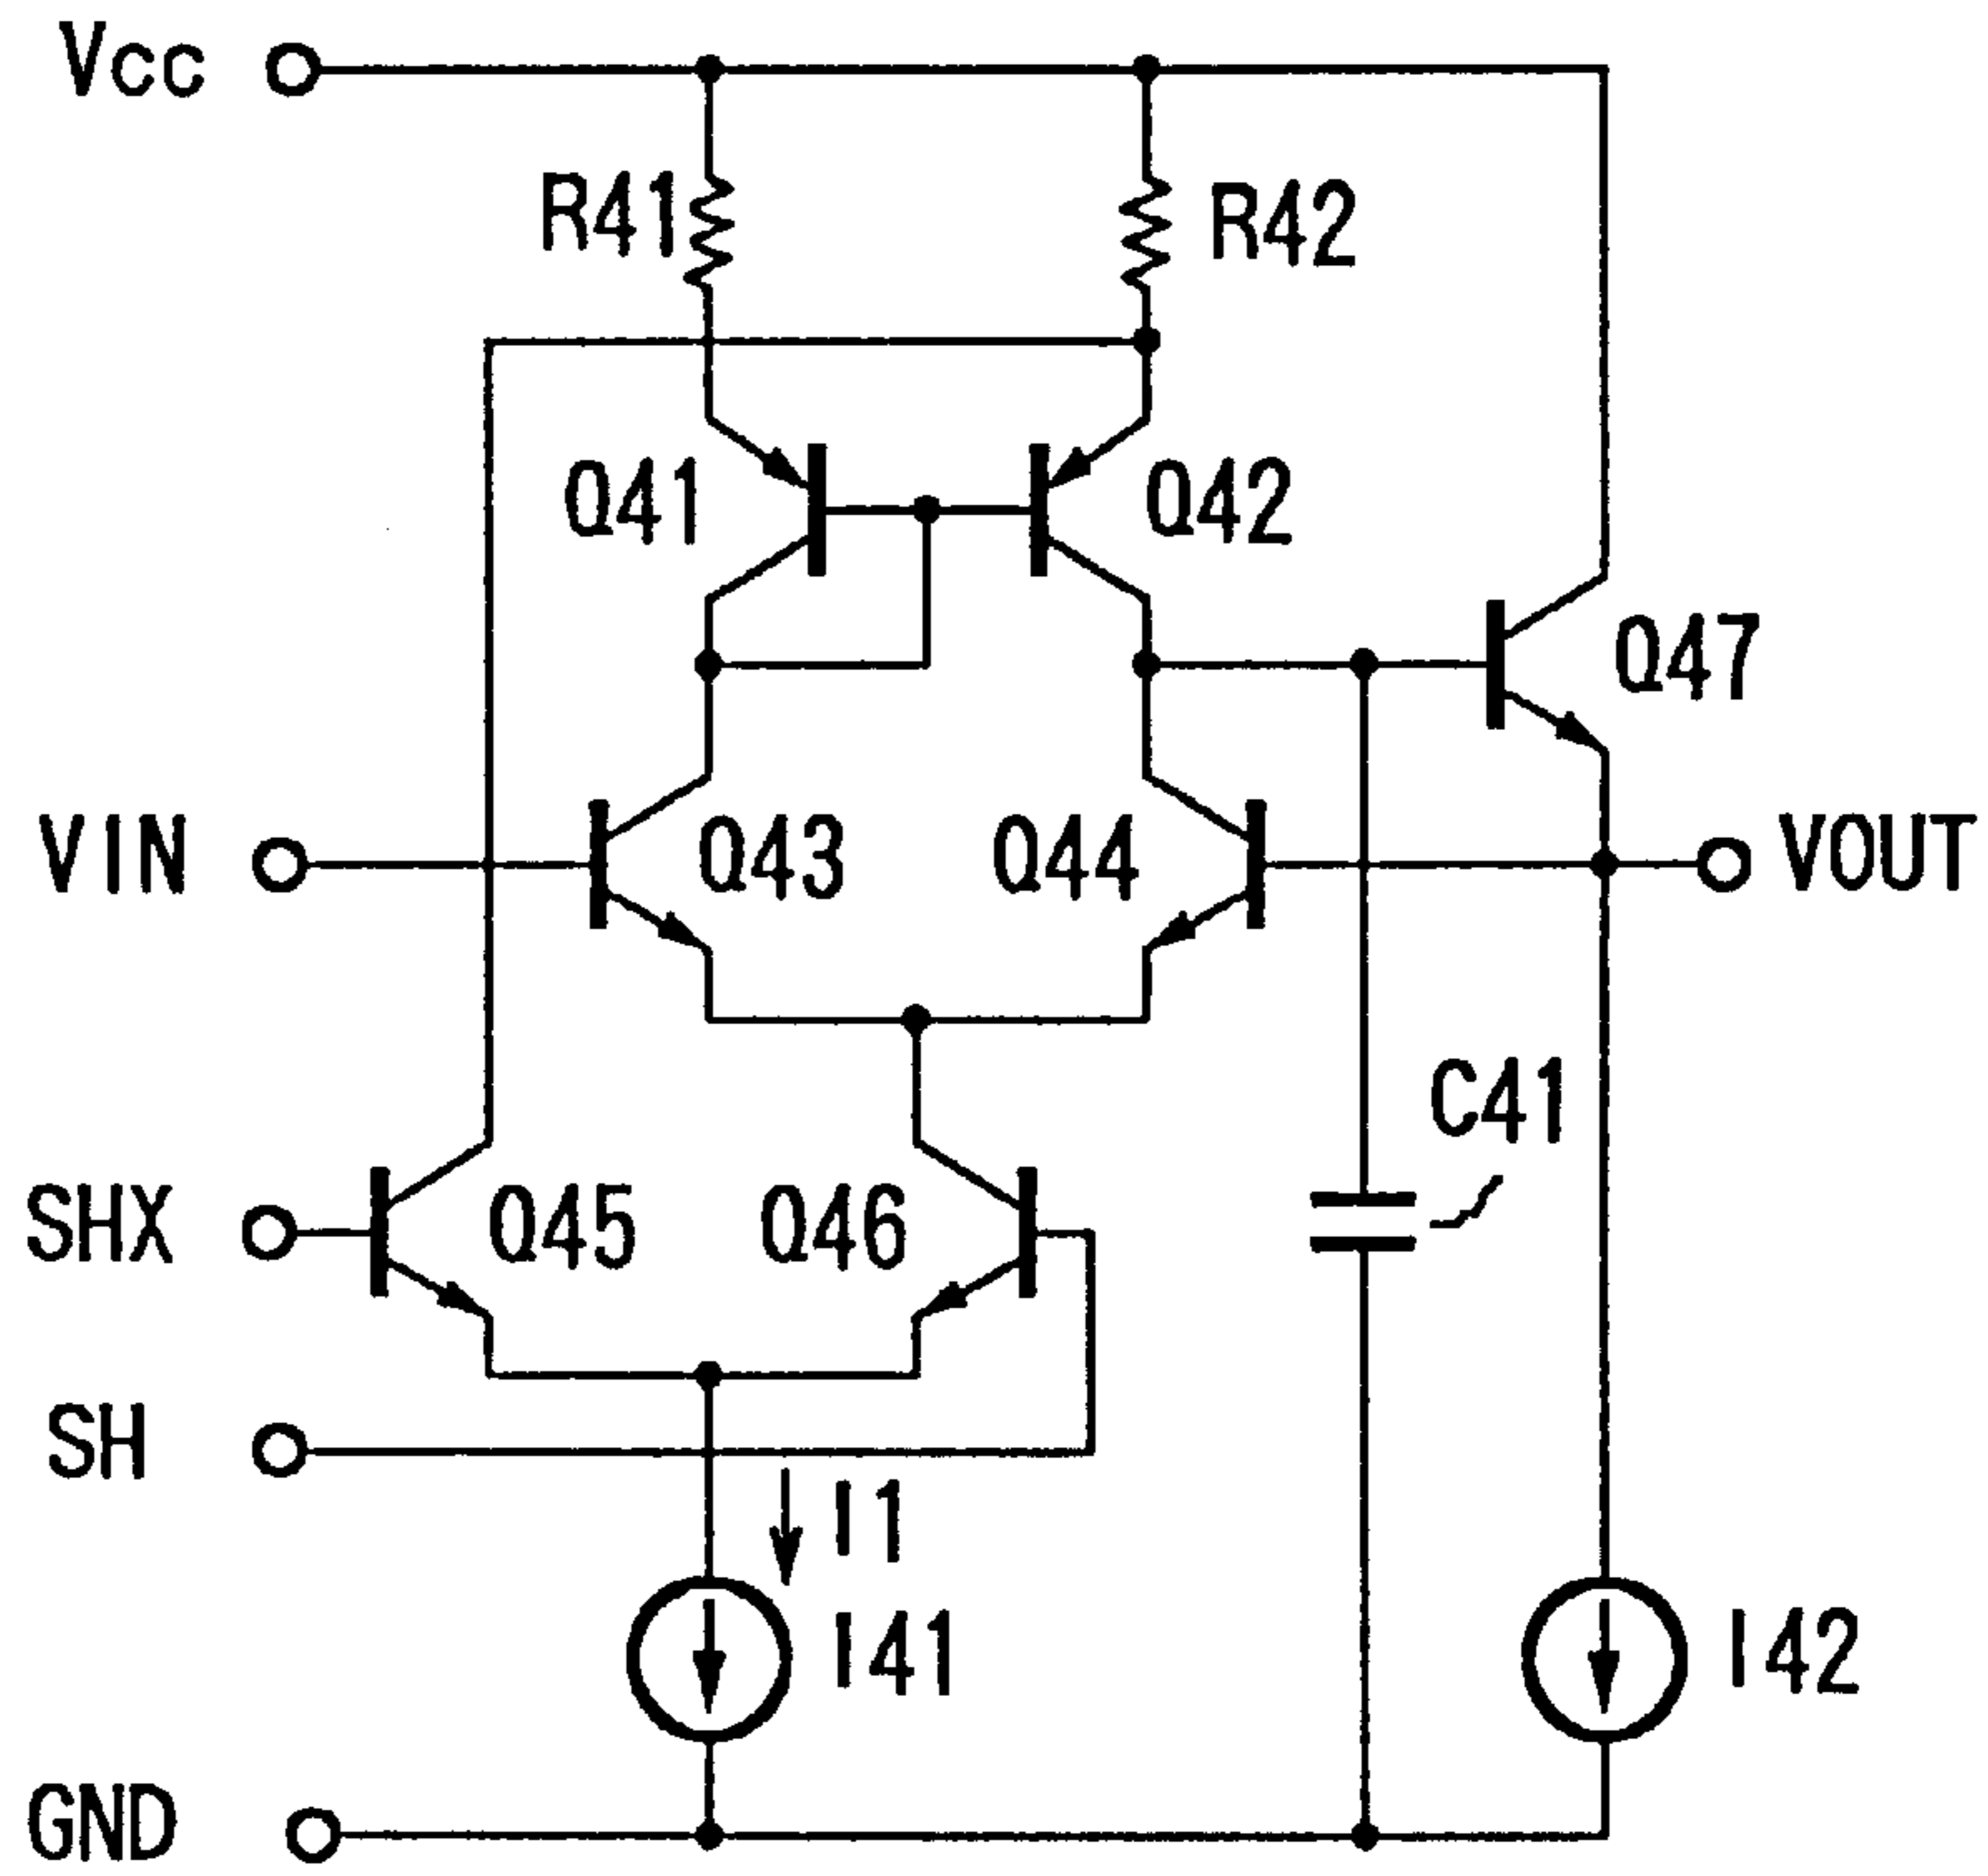 Vcc
R41
R42
Q41
Q42
Q47
VIN
Q43
Q44
VOUT
C41
SHX
Q45
Q46
SH
I1
I41
I42
GND